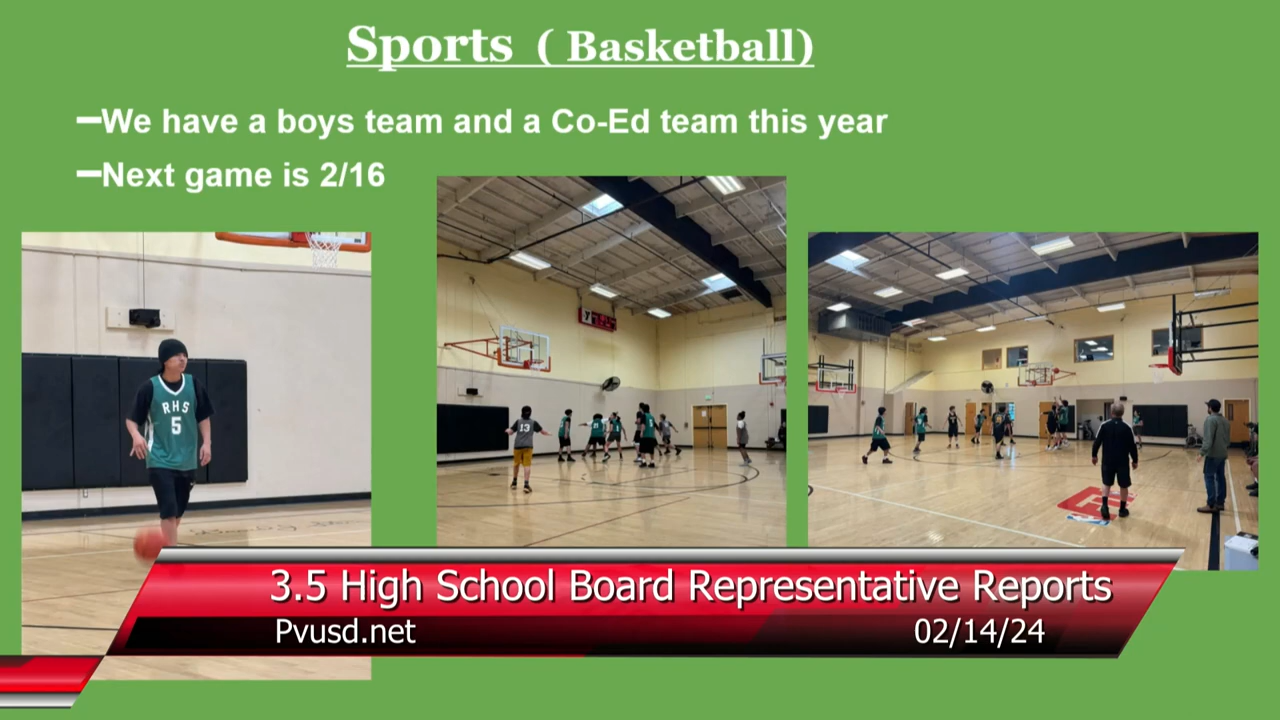 Sports ( Basketball)
–We have a boys team and a Co-Ed team this year
–Next game is 2/16
RHS
5
13
3.5 High School Board Representative Reports
Pvusd.net
02/14/24